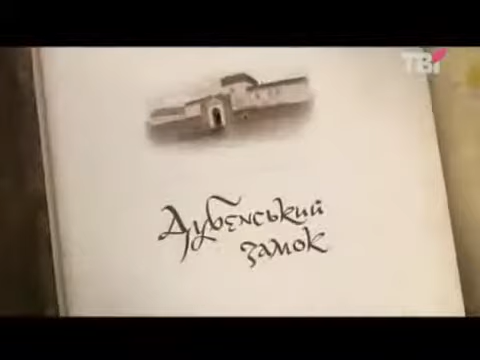 ТВі
Дубенський
замок